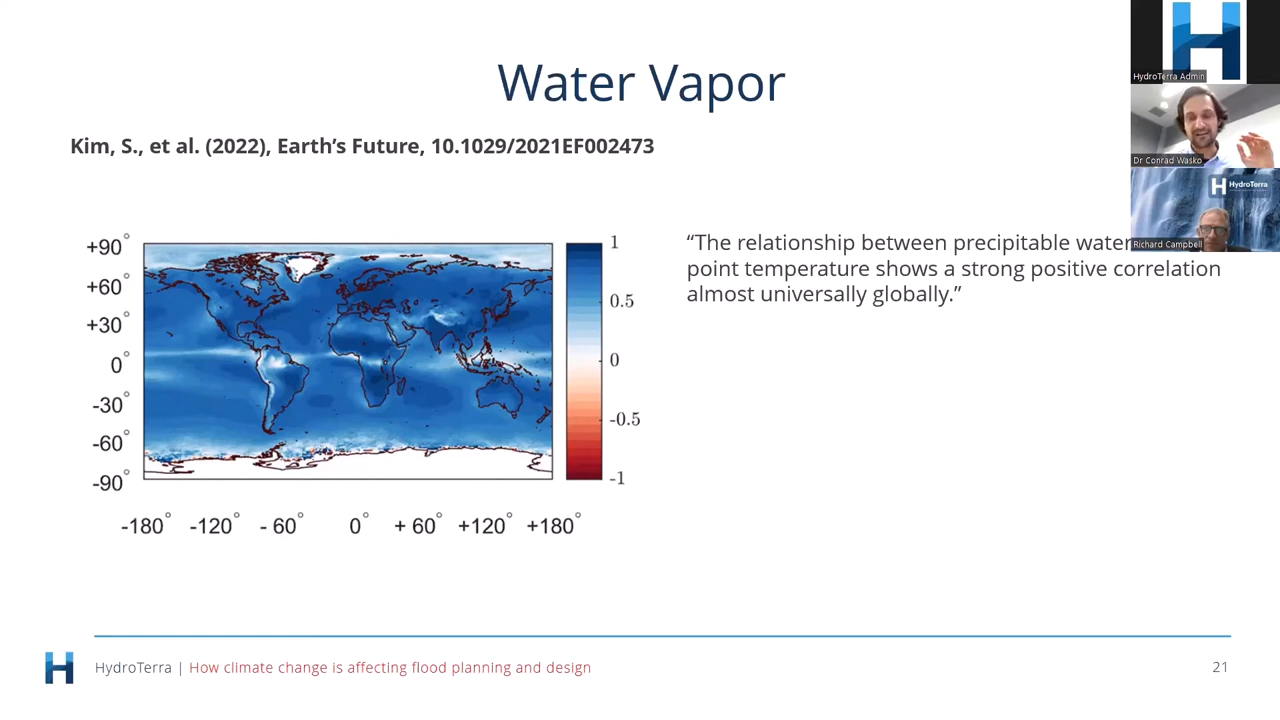 Water Vapor
Kim, S., et al. (2022), Earth’s Future, 10.1029/2021EF002473
HydroTerra Admin
Dr Conrad Wasko
HydroTerra
Richard Campbell
“The relationship between precipitable water
point temperature shows a strong positive correlation
almost universally globally.”
+90°
+60°
+30°
0°
-30°
-60°
-90°
-180° -120° - 60° 0° + 60° +120° +180°
1
0.5
0
-0.5
-1
HydroTerra | How climate change is affecting flood planning and design
21